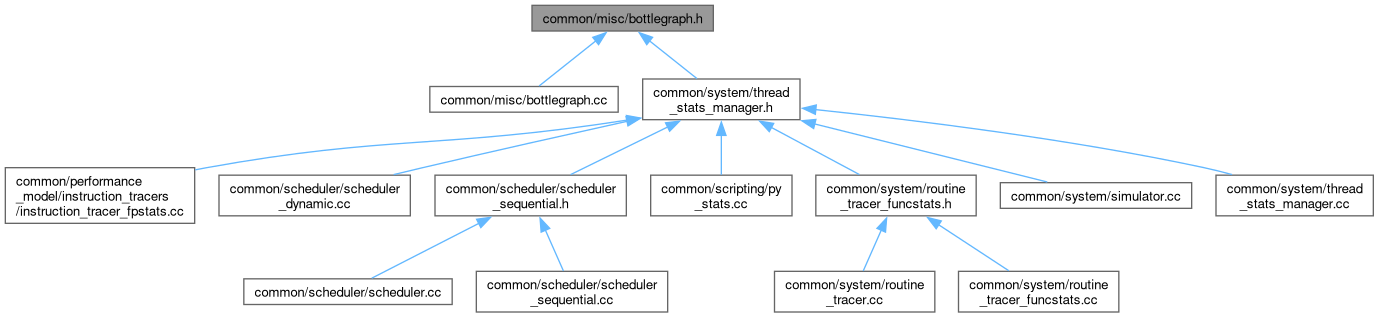 common/misc/bottlegraph.h
common/misc/bottlegraph.cc
common/system/thread
_stats_manager.h
common/performance
_model/instruction_tracers
/instruction_tracer_fpstats.cc
common/scheduler/scheduler
_dynamic.cc
common/scheduler/scheduler
_sequential.h
common/scripting/py
_stats.cc
common/system/routine
_tracer_funcstats.h
common/system/simulator.cc
common/system/thread
_stats_manager.cc
common/scheduler/scheduler.cc
common/scheduler/scheduler
_sequential.cc
common/system/routine
_tracer.cc
common/system/routine
_tracer_funcstats.cc